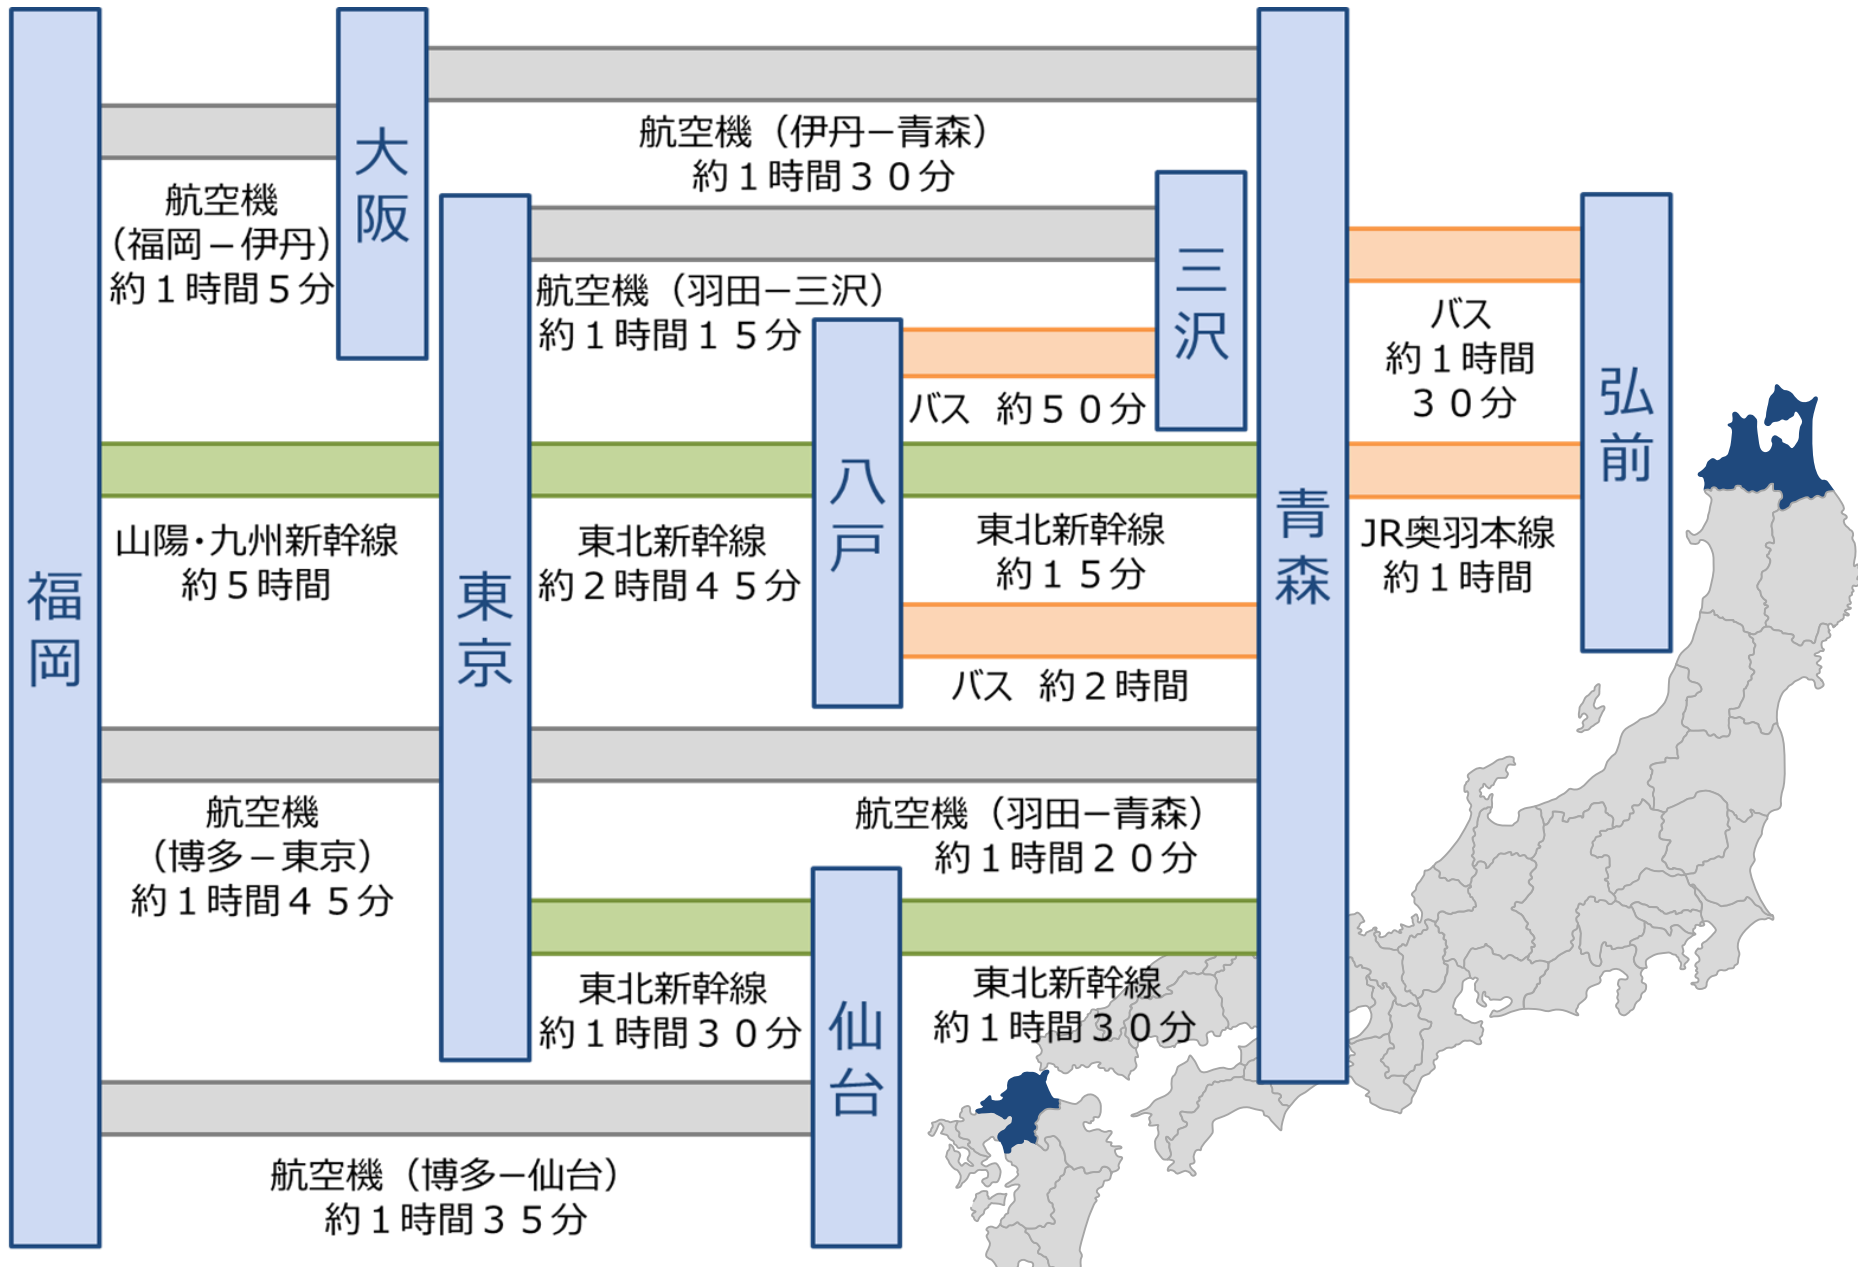 福岡
大阪
東京
八戸
仙台
三沢
青森
弘前
航空機
（福岡－伊丹）
約１時間５分
航空機（伊丹－青森）
約１時間３０分
航空機（羽田－三沢）
約１時間１５分
バス 約５０分
バス
約１時間
３０分
山陽・九州新幹線
約５時間
東北新幹線
約２時間４５分
東北新幹線
約１５分
JR奥羽本線
約１時間
バス 約２時間
航空機
（博多－東京）
約１時間４５分
航空機（羽田－青森）
約１時間２０分
東北新幹線
約１時間３０分
東北新幹線
約１時間３０分
航空機（博多－仙台）
約１時間３５分